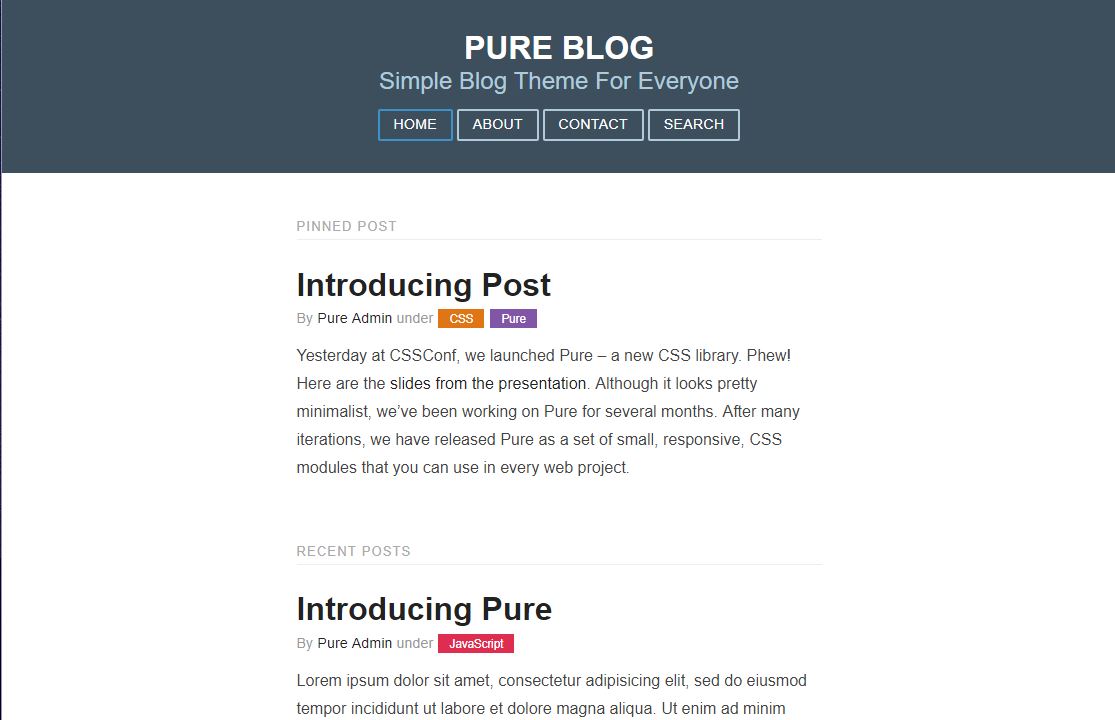 PURE BLOG
Simple Blog Theme For Everyone
HOME ABOUT CONTACT SEARCH
PINNED POST
Introducing Post
By Pure Admin under CSS Pure
Yesterday at CSSConf, we launched Pure – a new CSS library. Phew!
Here are the slides from the presentation. Although it looks pretty
minimalist, we’ve been working on Pure for several months. After many
iterations, we have released Pure as a set of small, responsive, CSS
modules that you can use in every web project.
RECENT POSTS
Introducing Pure
By Pure Admin under JavaScript
Lorem ipsum dolor sit amet, consectetur adipisicing elit, sed do eiusmod
tempor incididunt ut labore et dolore magna aliqua. Ut enim ad minim